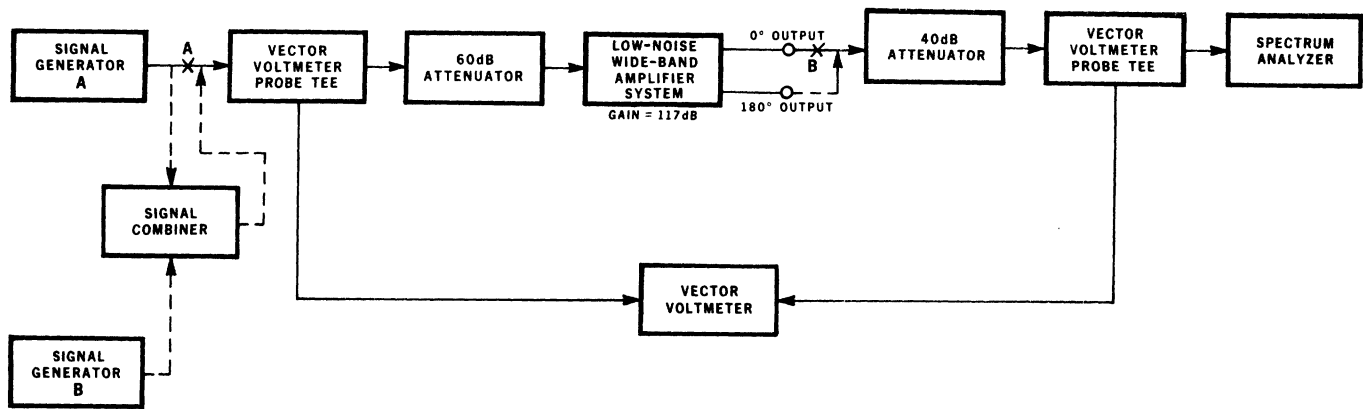 SIGNAL
GENERATOR
A
A
VECTOR
VOLTMETER
PROBE TEE
60dB
ATTENUATOR
LOW-NOISE
WIDE-BAND
AMPLIFIER
SYSTEM
GAIN = 117dB
0° OUTPUT
B
180° OUTPUT
40dB
ATTENUATOR
VECTOR
VOLTMETER
PROBE TEE
SPECTRUM
ANALYZER
SIGNAL
COMBINER
VECTOR
VOLTMETER
SIGNAL
GENERATOR
B